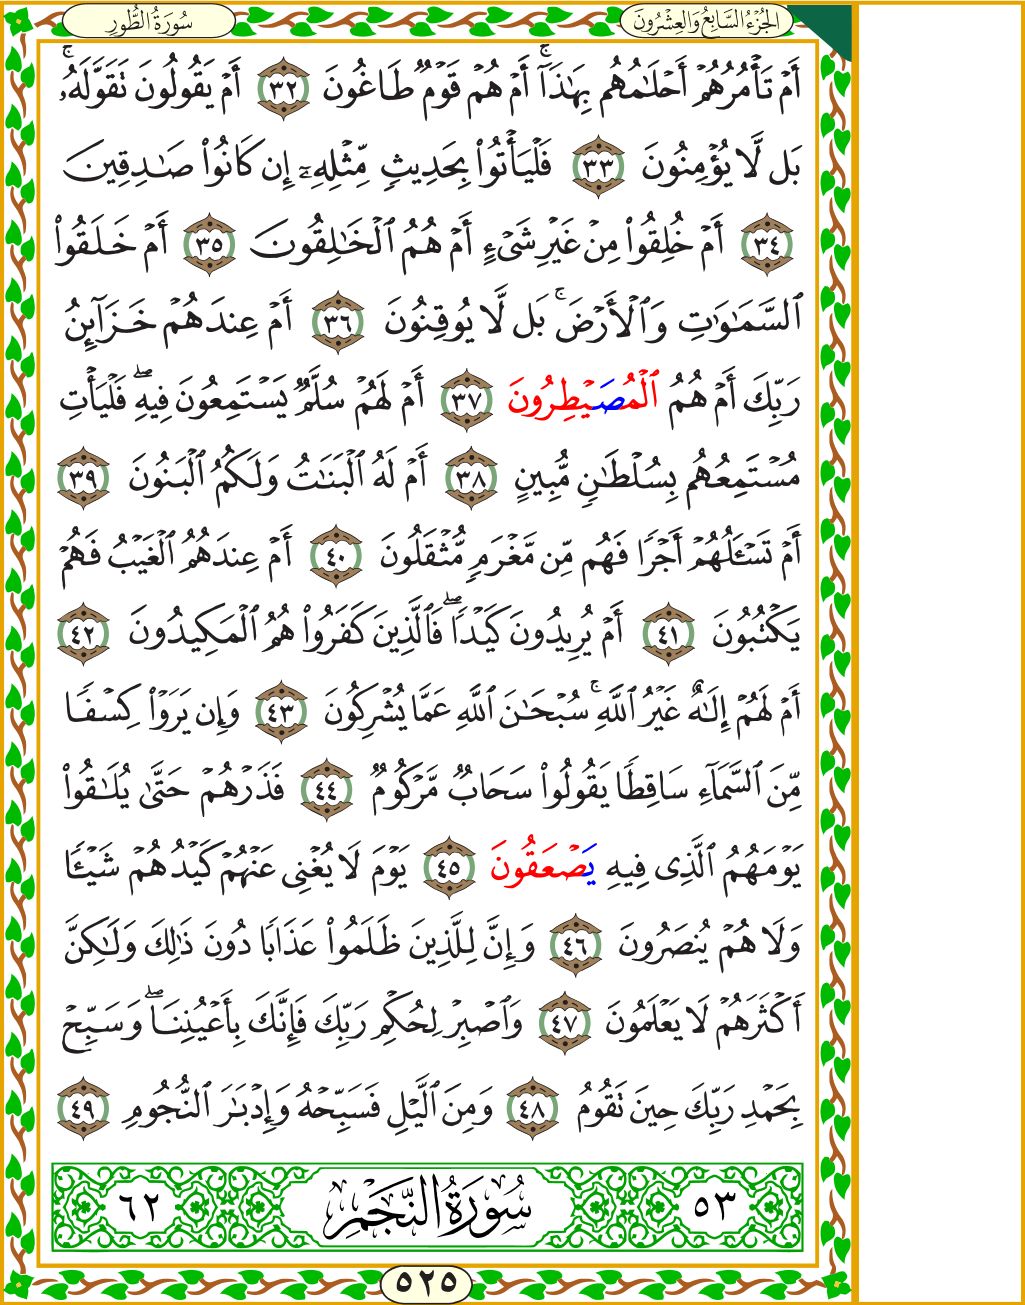 سُورَةُ الطُّورِ
الجُزْءُ السَّابِعُ وَالعِشْرُونَ
أَمْ تَأْمُرُهُمْ أَحْلَٰمُهُم بِهَٰذَآ ۚ أَمْ هُمْ قَوْمٌ طَاغُونَ ٣٢ أَمْ يَقُولُونَ تَقَوَّلَهُۥ ۚ
بَل لَّا يُؤْمِنُونَ ٣٣ فَلْيَأْتُوا۟ بِحَدِيثٍ مِّثْلِهِۦٓ إِن كَانُوا۟ صَٰدِقِينَ
٣٤ أَمْ خُلِقُوا۟ مِنْ غَيْرِ شَىْءٍ أَمْ هُمُ ٱلْخَٰلِقُونَ ٣٥ أَمْ خَلَقُوا۟
ٱلسَّمَٰوَٰتِ وَٱلْأَرْضَ ۚ بَل لَّا يُوقِنُونَ ٣٦ أَمْ عِندَهُمْ خَزَآئِنُ
رَبِّكَ أَمْ هُمُ ٱلْمُصَيْطِرُونَ ٣٧ أَمْ لَهُمْ سُلَّمٌ يَسْتَمِعُونَ فِيهِ ۖ فَلْيَأْتِ
مُسْتَمِعُهُم بِسُلْطَٰنٍ مُّبِينٍ ٣٨ أَمْ لَهُ ٱلْبَنَٰتُ وَلَكُمُ ٱلْبَنُونَ ٣٩
أَمْ تَسْـَٔلُهُمْ أَجْرًا فَهُم مِّن مَّغْرَمٍ مُّثْقَلُونَ ٤٠ أَمْ عِندَهُمُ ٱلْغَيْبُ فَهُمْ
يَكْتُبُونَ ٤١ أَمْ يُرِيدُونَ كَيْدًا ۖ فَٱلَّذِينَ كَفَرُوا۟ هُمُ ٱلْمَكِيدُونَ ٤٢
أَمْ لَهُمْ إِلَٰهٌ غَيْرُ ٱللَّهِ ۚ سُبْحَٰنَ ٱللَّهِ عَمَّا يُشْرِكُونَ ٤٣ وَإِن يَرَوْا۟ كِسْفًا
مِّنَ ٱلسَّمَآءِ سَاقِطًا يَقُولُوا۟ سَحَابٌ مَّرْكُومٌ ٤٤ فَذَرْهُمْ حَتَّىٰ يُلَٰقُوا۟
يَوْمَهُمُ ٱلَّذِى فِيهِ يَصْعَقُونَ ٤٥ يَوْمَ لَا يُغْنِى عَنْهُمْ كَيْدُهُمْ شَيْـًٔا
وَلَا هُمْ يُنصَرُونَ ٤٦ وَإِنَّ لِلَّذِينَ ظَلَمُوا۟ عَذَابًا دُونَ ذَٰلِكَ وَلَٰكِنَّ
أَكْثَرَهُمْ لَا يَعْلَمُونَ ٤٧ وَٱصْبِرْ لِحُكْمِ رَبِّكَ فَإِنَّكَ بِأَعْيُنِنَا ۖ وَسَبِّحْ
بِحَمْدِ رَبِّكَ حِينَ تَقُومُ ٤٨ وَمِنَ ٱلَّيْلِ فَسَبِّحْهُ وَإِدْبَٰرَ ٱلنُّجُومِ ٤٩
٥٣ سُورَةُ النَّجْمِ ٦٢
٥٢٥